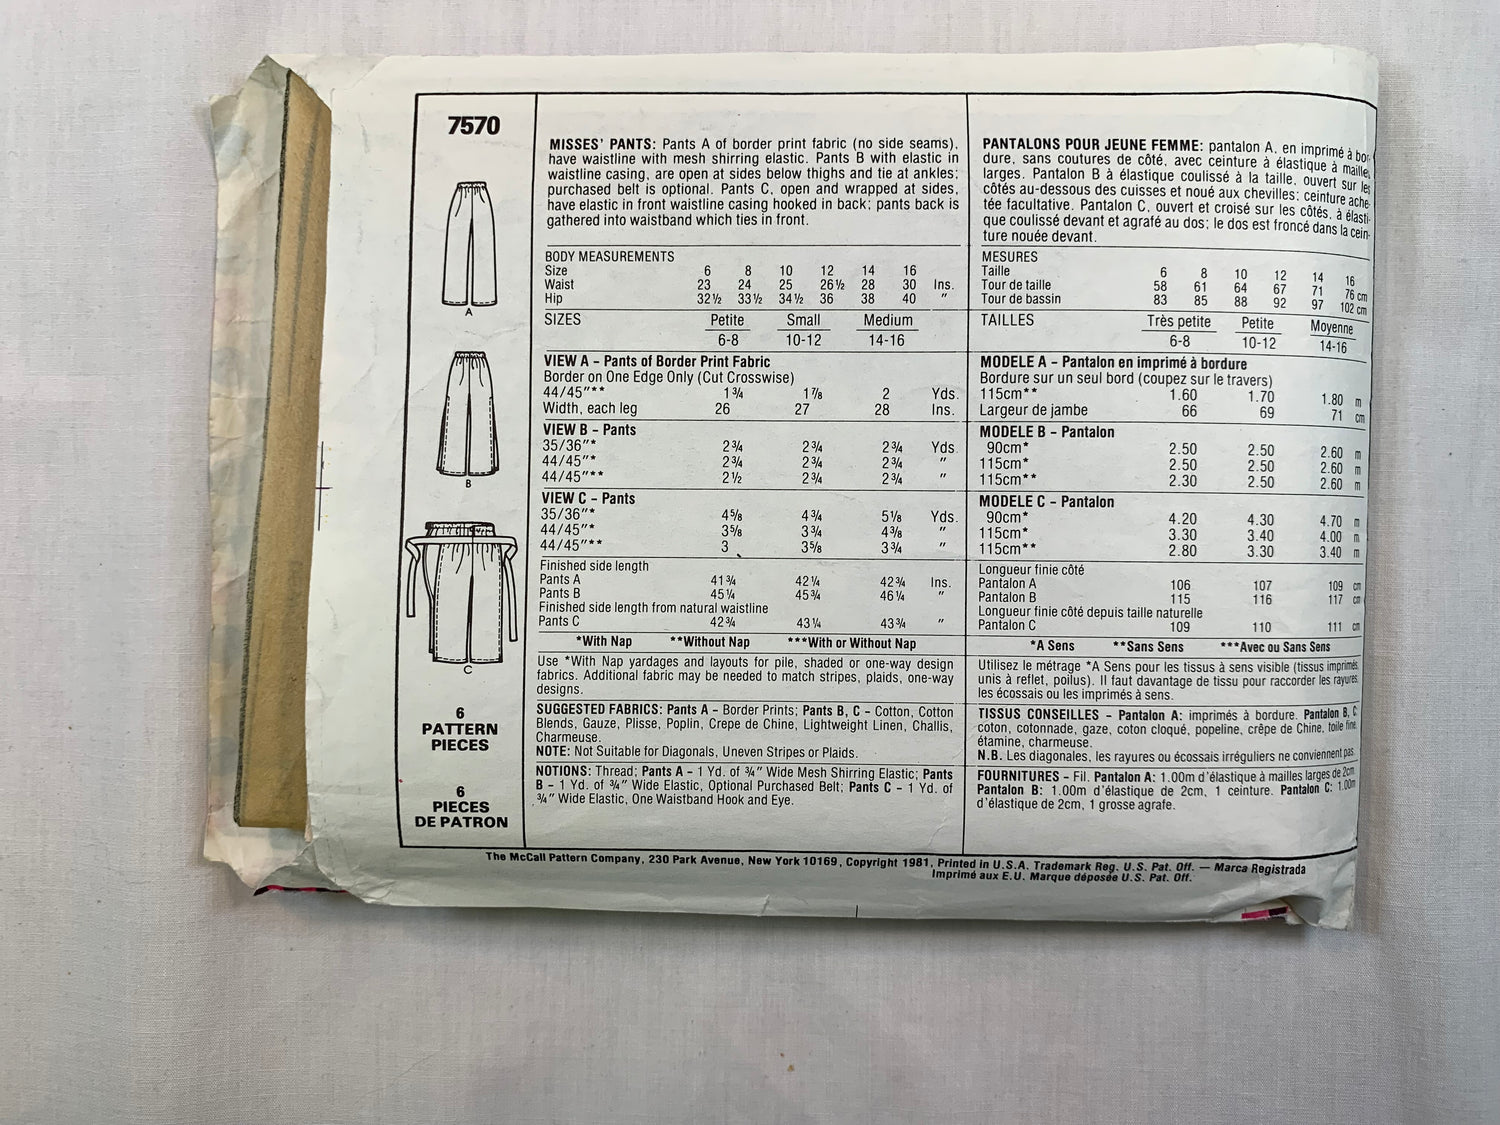 7570
A
B
C
6
PATTERN
PIECES
6
PIECES
DE PATRON
MISSES' PANTS: Pants A of border print fabric (no side seams),
have waistline with mesh shirring elastic. Pants B with elastic in
waistline casing, are open at sides below thighs and tie at ankles;
purchased belt is optional. Pants C, open and wrapped at sides,
have elastic in front waistline casing hooked in back; pants back is
gathered into waistband which ties in front.
BODY MEASUREMENTS
Size 6 8 10 12 14 16
Waist 23 24 25 26½ 28 30 Ins.
Hip 32½ 33½ 34½ 36 38 40 "
SIZES Petite Small Medium
6-8 10-12 14-16
VIEW A – Pants of Border Print Fabric
Border on One Edge Only (Cut Crosswise)
44/45"** 1¾ 1⅞ 2 Yds.
Width, each leg 26 27 28 Ins.
VIEW B – Pants
35/36"* 2¾ 2¾ 2¾ Yds.
44/45"* 2¾ 2¾ 2¾ "
44/45"** 2½ 2¾ 2¾ "
VIEW C – Pants
35/36"* 4⅝ 4¾ 5⅛ Yds.
44/45"* 3⅝ 3¾ 4⅜ "
44/45"** 3 3⅝ 3¾ "
Finished side length
Pants A 41¾ 42¼ 42¾ Ins.
Pants B 45¼ 45¾ 46¼ "
Finished side length from natural waistline
Pants C 42¾ 43¼ 43¾ "
*With Nap **Without Nap ***With or Without Nap
Use *With Nap yardages and layouts for pile, shaded or one-way design
fabrics. Additional fabric may be needed to match stripes, plaids, one-way
designs.
SUGGESTED FABRICS: Pants A – Border Prints; Pants B, C – Cotton, Cotton
Blends, Gauze, Plisse, Poplin, Crepe de Chine, Lightweight Linen, Challis,
Charmeuse.
NOTE: Not Suitable for Diagonals, Uneven Stripes or Plaids.
NOTIONS: Thread; Pants A – 1 Yd. of ¾" Wide Mesh Shirring Elastic; Pants
B – 1 Yd. of ¾" Wide Elastic, Optional Purchased Belt; Pants C – 1 Yd. of
¾" Wide Elastic, One Waistband Hook and Eye.
PANTALONS POUR JEUNE FEMME: pantalon A, en imprimé à bor-
dure, sans coutures de côté, avec ceinture à élastique à mailles
larges. Pantalon B à élastique coulissé à la taille, ouvert sur les
côtés au-dessous des cuisses et noué aux chevilles; ceinture ache-
tée facultative. Pantalon C, ouvert et croisé sur les côtés, à élasti-
que coulissé devant et agrafé au dos; le dos est froncé dans la cein-
ture nouée devant.
MESURES
Taille 6 8 10 12 14 16
Tour de taille 58 61 64 67 71 76 cm
Tour de bassin 83 85 88 92 97 102 cm
TAILLES Très petite Petite Moyenne
6-8 10-12 14-16
MODELE A – Pantalon en imprimé à bordure
Bordure sur un seul bord (coupez sur le travers)
115cm** 1.60 1.70 1.80 m
Largeur de jambe 66 69 71 cm
MODELE B – Pantalon
90cm* 2.50 2.50 2.60 m
115cm* 2.50 2.50 2.60 m
115cm** 2.30 2.50 2.60 m
MODELE C – Pantalon
90cm* 4.20 4.30 4.70 m
115cm* 3.30 3.40 4.00 m
115cm** 2.80 3.30 3.40 m
Longueur finie côté
Pantalon A 106 107 109 cm
Pantalon B 115 116 117 cm
Longueur finie côté depuis taille naturelle
Pantalon C 109 110 111 cm
*A Sens **Sans Sens ***Avec ou Sans Sens
Utilisez le métrage *A Sens pour les tissus à sens visible (tissus imprimés,
unis à reflet, poilus). Il faut davantage de tissu pour raccorder les rayures,
les écossais ou les imprimés à sens.
TISSUS CONSEILLES – Pantalon A: imprimés à bordure. Pantalon B, C:
coton, cotonnade, gaze, coton cloqué, popeline, crêpe de Chine, toile fine,
étamine, charmeuse.
N.B. Les diagonales, les rayures ou écossais irréguliers ne conviennent pas.
FOURNITURES – Fil. Pantalon A: 1.00m d'élastique à mailles larges de 2cm.
Pantalon B: 1.00m d'élastique de 2cm, 1 ceinture. Pantalon C: 1.00m
d'élastique de 2cm, 1 grosse agrafe.
The McCall Pattern Company, 230 Park Avenue, New York 10169, Copyright 1981, Printed in U.S.A. Trademark Reg. U.S. Pat. Off. — Marca Registrada
Imprimé aux E.U. Marque déposée U.S. Pat. Off.